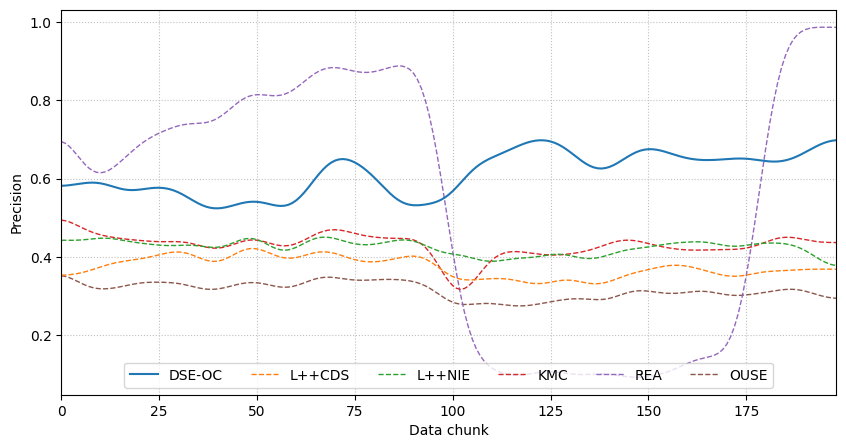 Precision
1.0
0.8
0.6
0.4
0.2
DSE-OC L++CDS L++NIE KMC REA OUSE
0 25 50 75 100 125 150 175
Data chunk